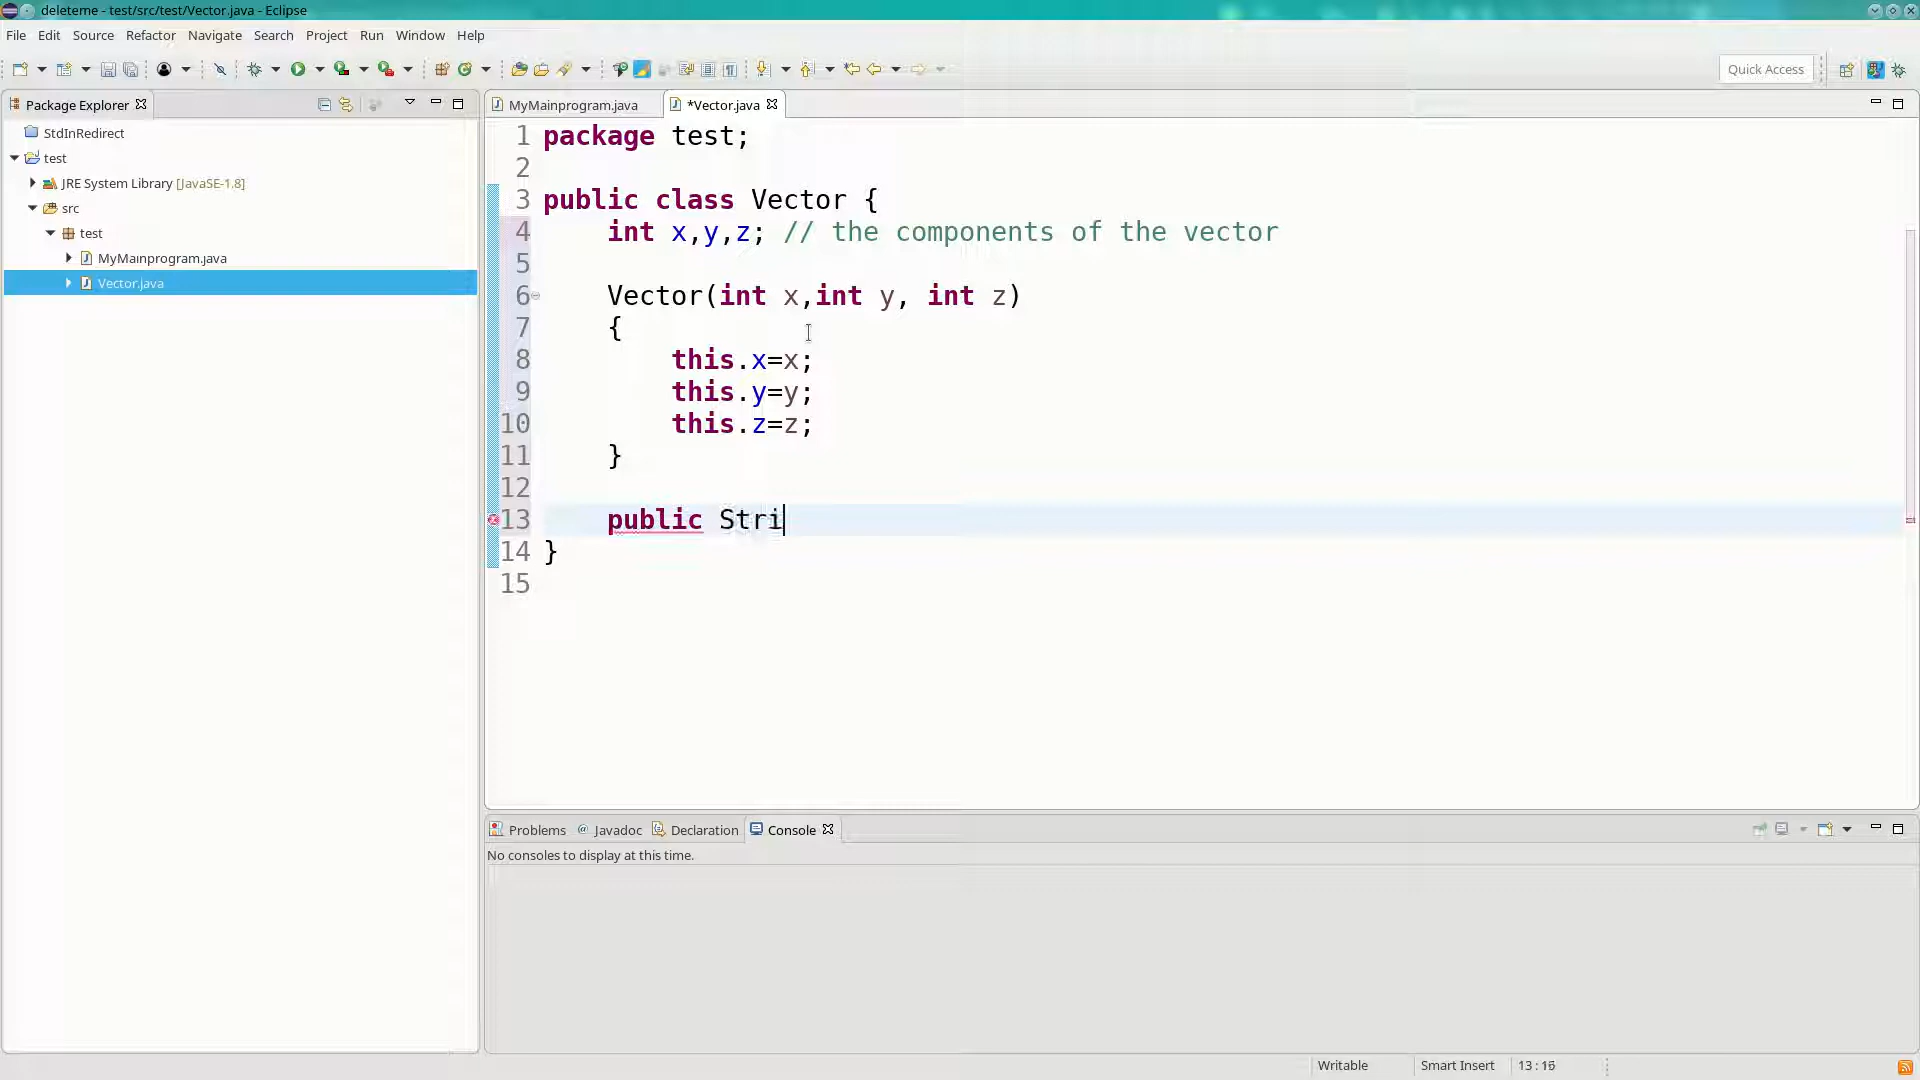 deleteme - test/src/test/Vector.java - Eclipse
File Edit Source Refactor Navigate Search Project Run Window Help
Quick Access
Package Explorer
StdInRedirect
test
JRE System Library [JavaSE-1.8]
src
test
MyMainprogram.java
Vector.java
MyMainprogram.java *Vector.java
1 package test;
2
3 public class Vector {
4 int x,y,z; // the components of the vector
5
6 Vector(int x,int y, int z)
7 {
8 this.x=x;
9 this.y=y;
10 this.z=z;
11 }
12
13 public Stri
14 }
15
Problems Javadoc Declaration Console
No consoles to display at this time.
Writable Smart Insert 13 : 16